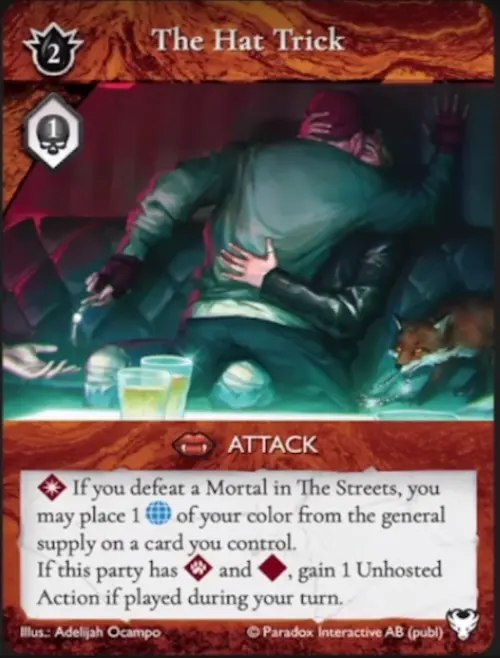 2
The Hat Trick
1
ATTACK
If you defeat a Mortal in The Streets, you
may place 1 of your color from the general
supply on a card you control.
If this party has and , gain 1 Unhosted
Action if played during your turn.
Illus.: Adelijah Ocampo © Paradox Interactive AB (publ)